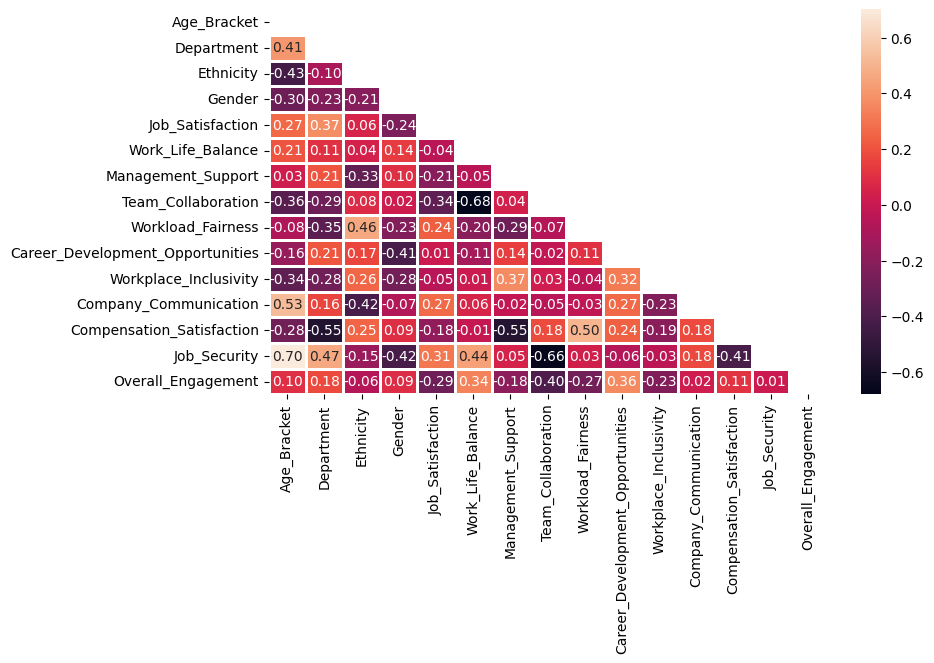 Age_Bracket
Department 0.41
Ethnicity -0.43 -0.10
Gender -0.30 -0.23 -0.21
Job_Satisfaction 0.27 0.37 0.06 -0.24
Work_Life_Balance 0.21 0.11 0.04 0.14 -0.04
Management_Support 0.03 0.21 -0.33 0.10 -0.21 -0.05
Team_Collaboration -0.36 -0.29 0.08 0.02 -0.34 -0.68 0.04
Workload_Fairness -0.08 -0.35 0.46 -0.23 0.24 -0.20 -0.29 -0.07
Career_Development_Opportunities -0.16 0.21 0.17 -0.41 0.01 -0.11 0.14 -0.02 0.11
Workplace_Inclusivity -0.34 -0.28 0.26 -0.28 -0.05 0.01 0.37 0.03 -0.04 0.32
Company_Communication 0.53 0.16 -0.42 -0.07 0.27 0.06 -0.02 -0.05 -0.03 0.27 -0.23
Compensation_Satisfaction -0.28 -0.55 0.25 0.09 -0.18 -0.01 -0.55 0.18 0.50 0.24 -0.19 0.18
Job_Security 0.70 0.47 -0.15 -0.42 0.31 0.44 0.05 -0.66 0.03 -0.06 -0.03 0.18 -0.41
Overall_Engagement 0.10 0.18 -0.06 0.09 -0.29 0.34 -0.18 -0.40 -0.27 0.36 -0.23 0.02 0.11 0.01
Age_Bracket
Department
Ethnicity
Gender
Job_Satisfaction
Work_Life_Balance
Management_Support
Team_Collaboration
Workload_Fairness
Career_Development_Opportunities
Workplace_Inclusivity
Company_Communication
Compensation_Satisfaction
Job_Security
Overall_Engagement
0.6
0.4
0.2
0.0
−0.2
−0.4
−0.6